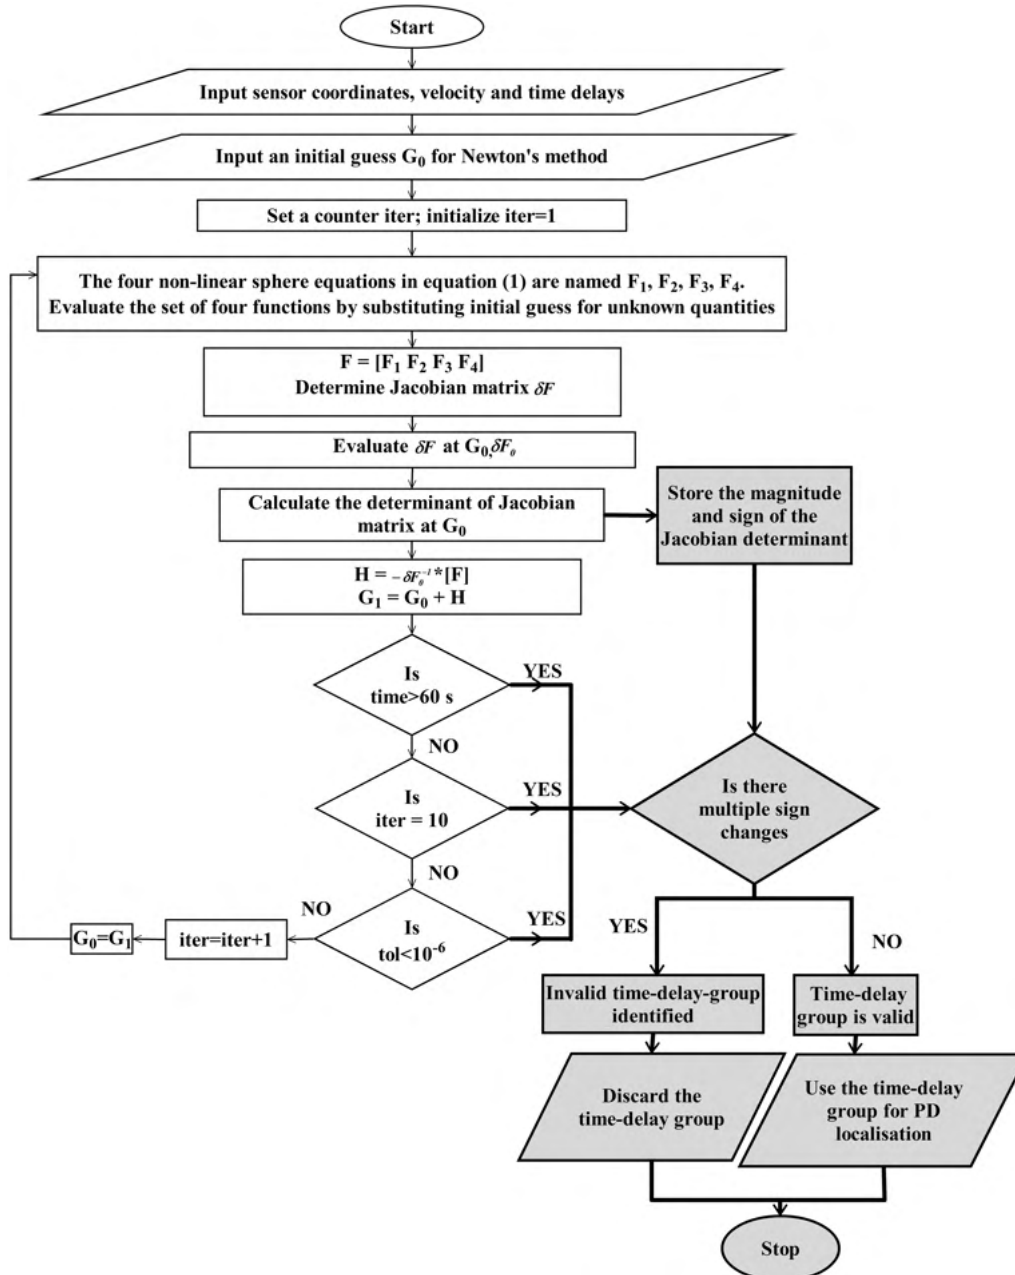 Start
Input sensor coordinates, velocity and time delays
Input an initial guess G₀ for Newton's method
Set a counter iter; initialize iter=1
The four non-linear sphere equations in equation (1) are named F₁, F₂, F₃, F₄.
Evaluate the set of four functions by substituting initial guess for unknown quantities
F = [F₁ F₂ F₃ F₄]
Determine Jacobian matrix δF
Evaluate δF at G₀,δF₀
Calculate the determinant of Jacobian
matrix at G₀
Store the magnitude
and sign of the
Jacobian determinant
H = −δF₀⁻¹*[F]
G₁ = G₀ + H
Is
time>60 s
YES
NO
Is
iter = 10
YES
NO
Is
tol<10⁻⁶
YES
NO
iter=iter+1
G₀=G₁
Is there
multiple sign
changes
YES
NO
Invalid time-delay-group
identified
Time-delay
group is valid
Discard the
time-delay group
Use the time-delay
group for PD
localisation
Stop